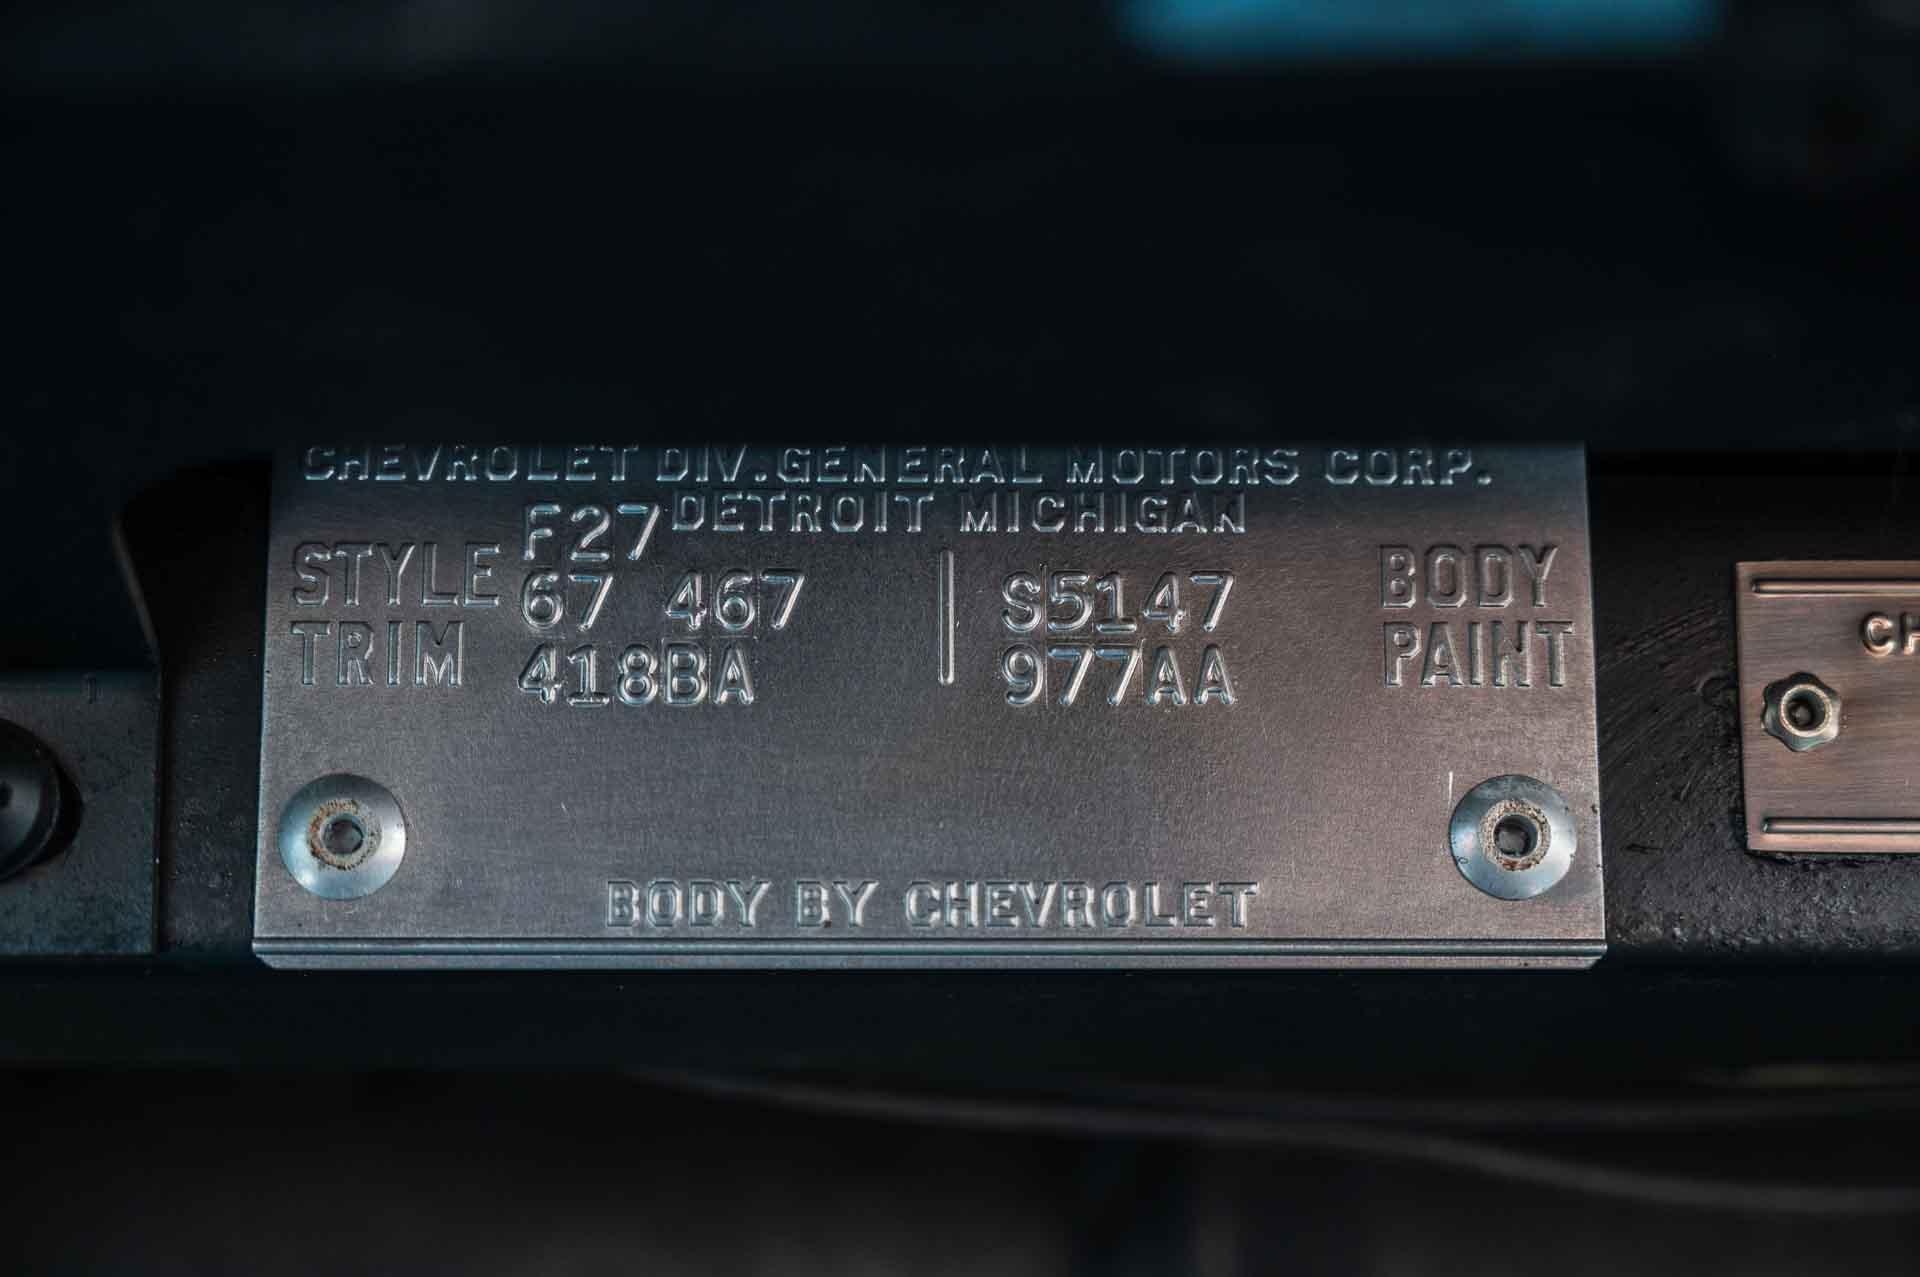 CHEVROLET DIV. GENERAL MOTORS CORP.
DETROIT MICHIGAN
F27
STYLE 67 467 S5147 BODY
TRIM 418BA 977AA PAINT
BODY BY CHEVROLET
CH